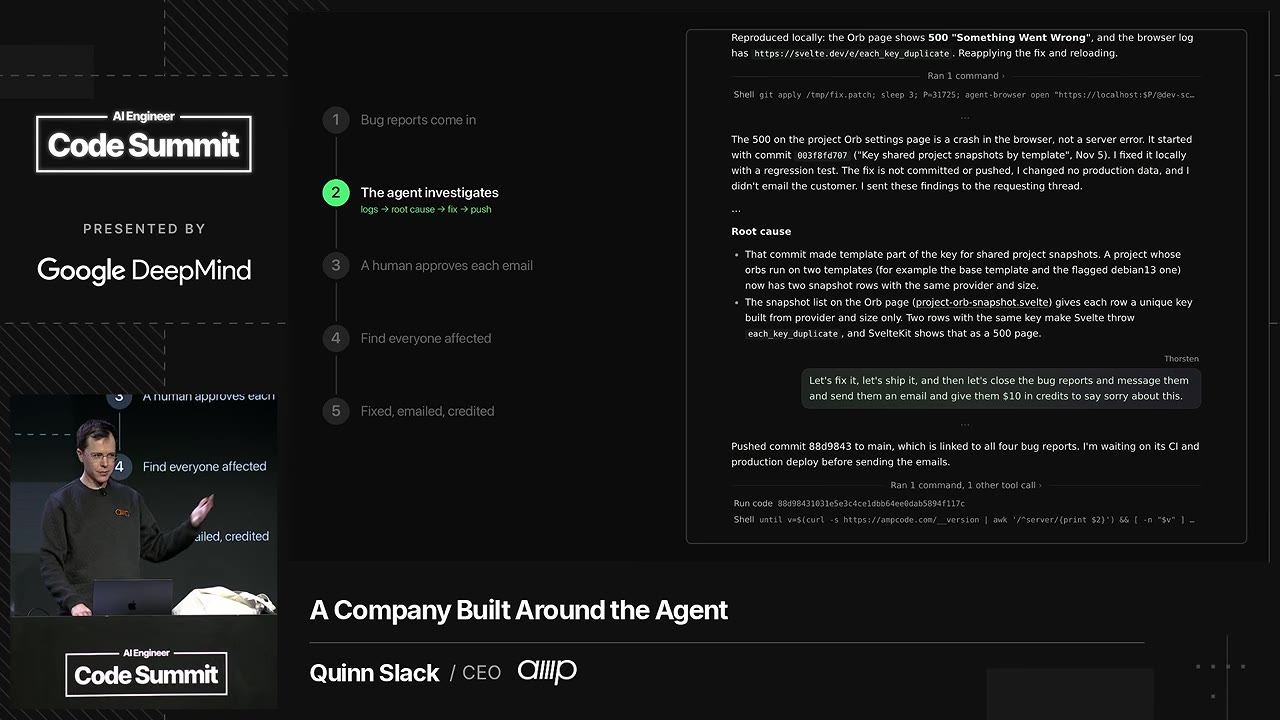 AI Engineer
Code Summit
PRESENTED BY
Google DeepMind
1 Bug reports come in
2 The agent investigates
logs → root cause → fix → push
3 A human approves each email
4 Find everyone affected
5 Fixed, emailed, credited
Reproduced locally: the Orb page shows 500 "Something Went Wrong", and the browser log
has https://svelte.dev/e/each_key_duplicate. Reapplying the fix and reloading.
Ran 1 command ›
Shell git apply /tmp/fix.patch; sleep 3; P=31725; agent-browser open "https://localhost:$P/@dev-sc…
...
The 500 on the project Orb settings page is a crash in the browser, not a server error. It started
with commit 003f8fd707 ("Key shared project snapshots by template", Nov 5). I fixed it locally
with a regression test. The fix is not committed or pushed, I changed no production data, and I
didn't email the customer. I sent these findings to the requesting thread.
...
Root cause
• That commit made template part of the key for shared project snapshots. A project whose
orbs run on two templates (for example the base template and the flagged debian13 one)
now has two snapshot rows with the same provider and size.
• The snapshot list on the Orb page (project-orb-snapshot.svelte) gives each row a unique key
built from provider and size only. Two rows with the same key make Svelte throw
each_key_duplicate, and SvelteKit shows that as a 500 page.
Thorsten
Let's fix it, let's ship it, and then let's close the bug reports and message them
and send them an email and give them $10 in credits to say sorry about this.
...
Pushed commit 88d9843 to main, which is linked to all four bug reports. I'm waiting on its CI and
production deploy before sending the emails.
Ran 1 command, 1 other tool call ›
Run code 88d98431031e5e3c4ce1dbb64ee0dab5894f117c
Shell until v=$(curl -s https://ampcode.com/__version | awk '/^server/{print $2}') && [ -n "$v" ] …
3 A human approves each
4 Find everyone affected
ailed, credited
amp
AI Engineer
Code Summit
A Company Built Around the Agent
Quinn Slack / CEO amp